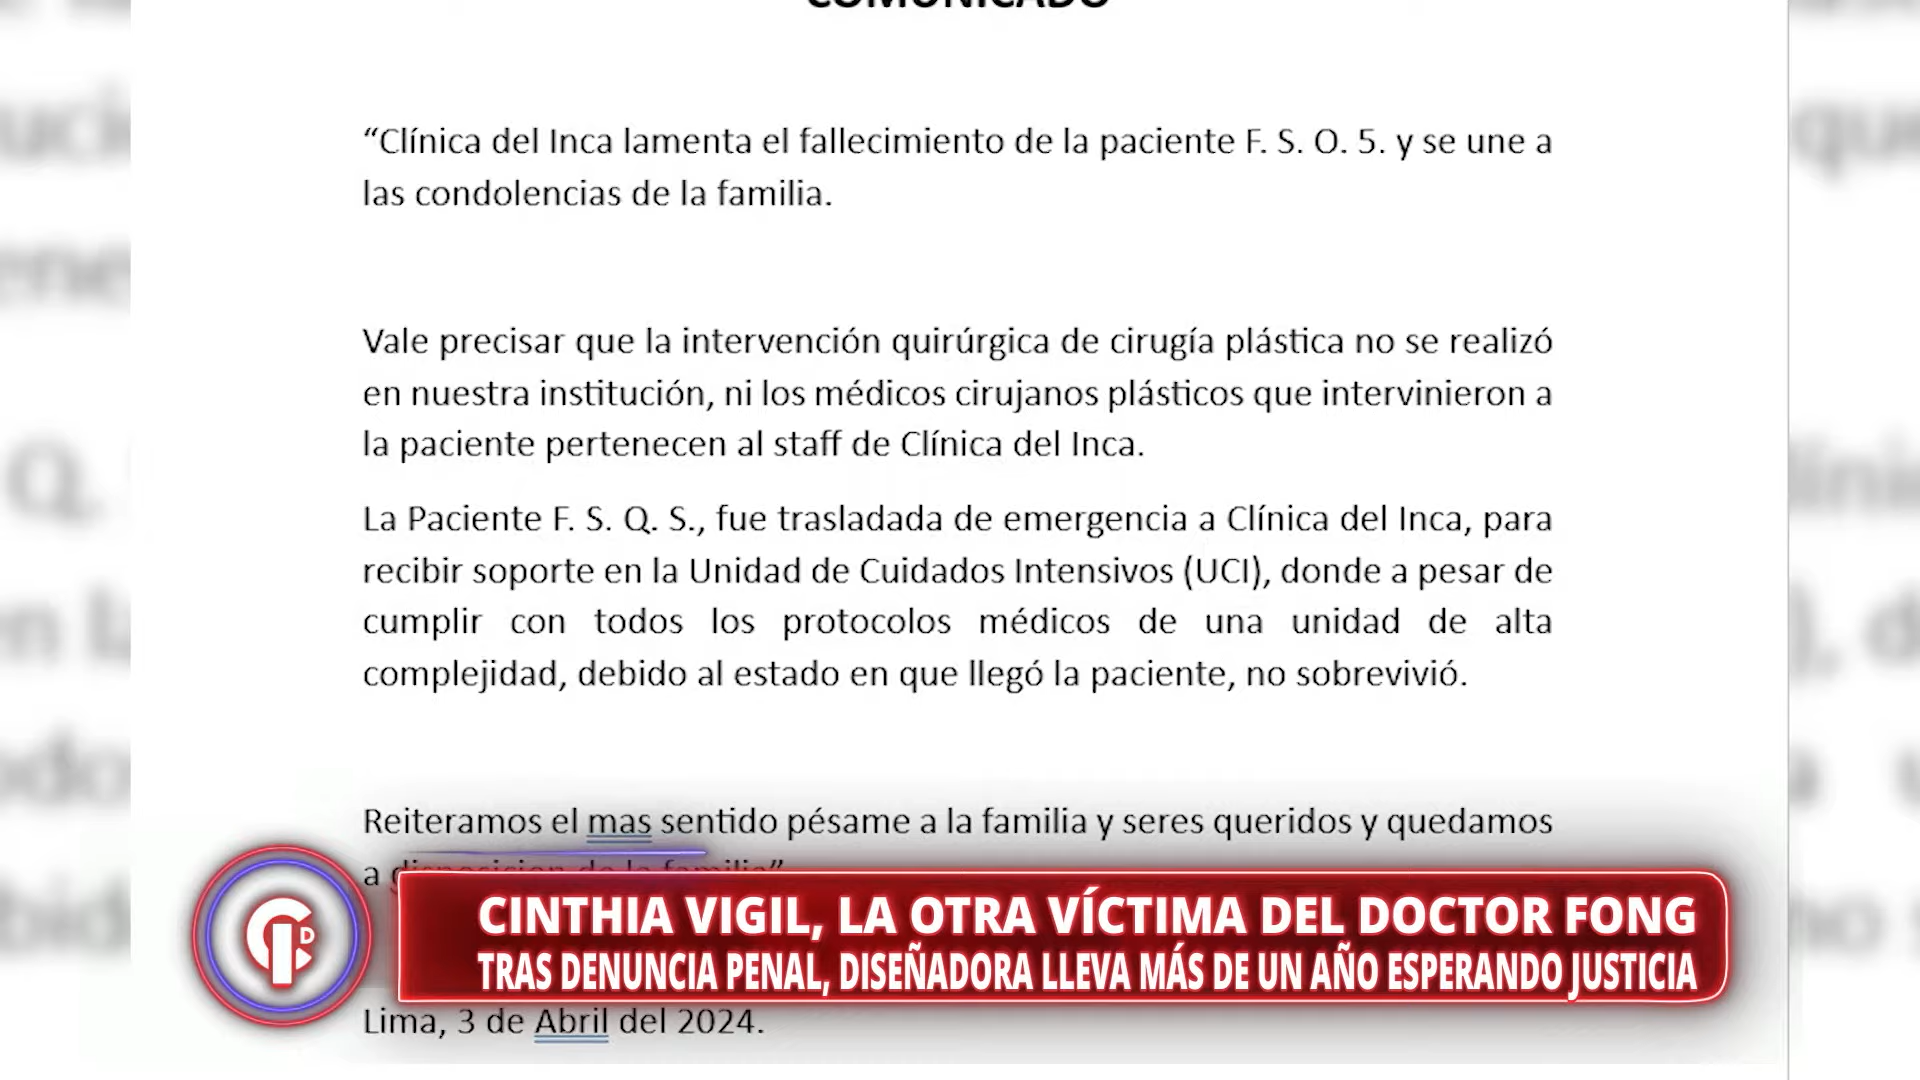 COMUNICADO
“Clínica del Inca lamenta el fallecimiento de la paciente F. S. O. 5. y se une a
las condolencias de la familia.
Vale precisar que la intervención quirúrgica de cirugía plástica no se realizó
en nuestra institución, ni los médicos cirujanos plásticos que intervinieron a
la paciente pertenecen al staff de Clínica del Inca.
La Paciente F. S. Q. S., fue trasladada de emergencia a Clínica del Inca, para
recibir soporte en la Unidad de Cuidados Intensivos (UCI), donde a pesar de
cumplir con todos los protocolos médicos de una unidad de alta
complejidad, debido al estado en que llegó la paciente, no sobrevivió.
Reiteramos el mas sentido pésame a la familia y seres queridos y quedamos
a disposicion de la familia”
CINTHIA VIGIL, LA OTRA VÍCTIMA DEL DOCTOR FONG
TRAS DENUNCIA PENAL, DISEÑADORA LLEVA MÁS DE UN AÑO ESPERANDO JUSTICIA
Lima, 3 de Abril del 2024.